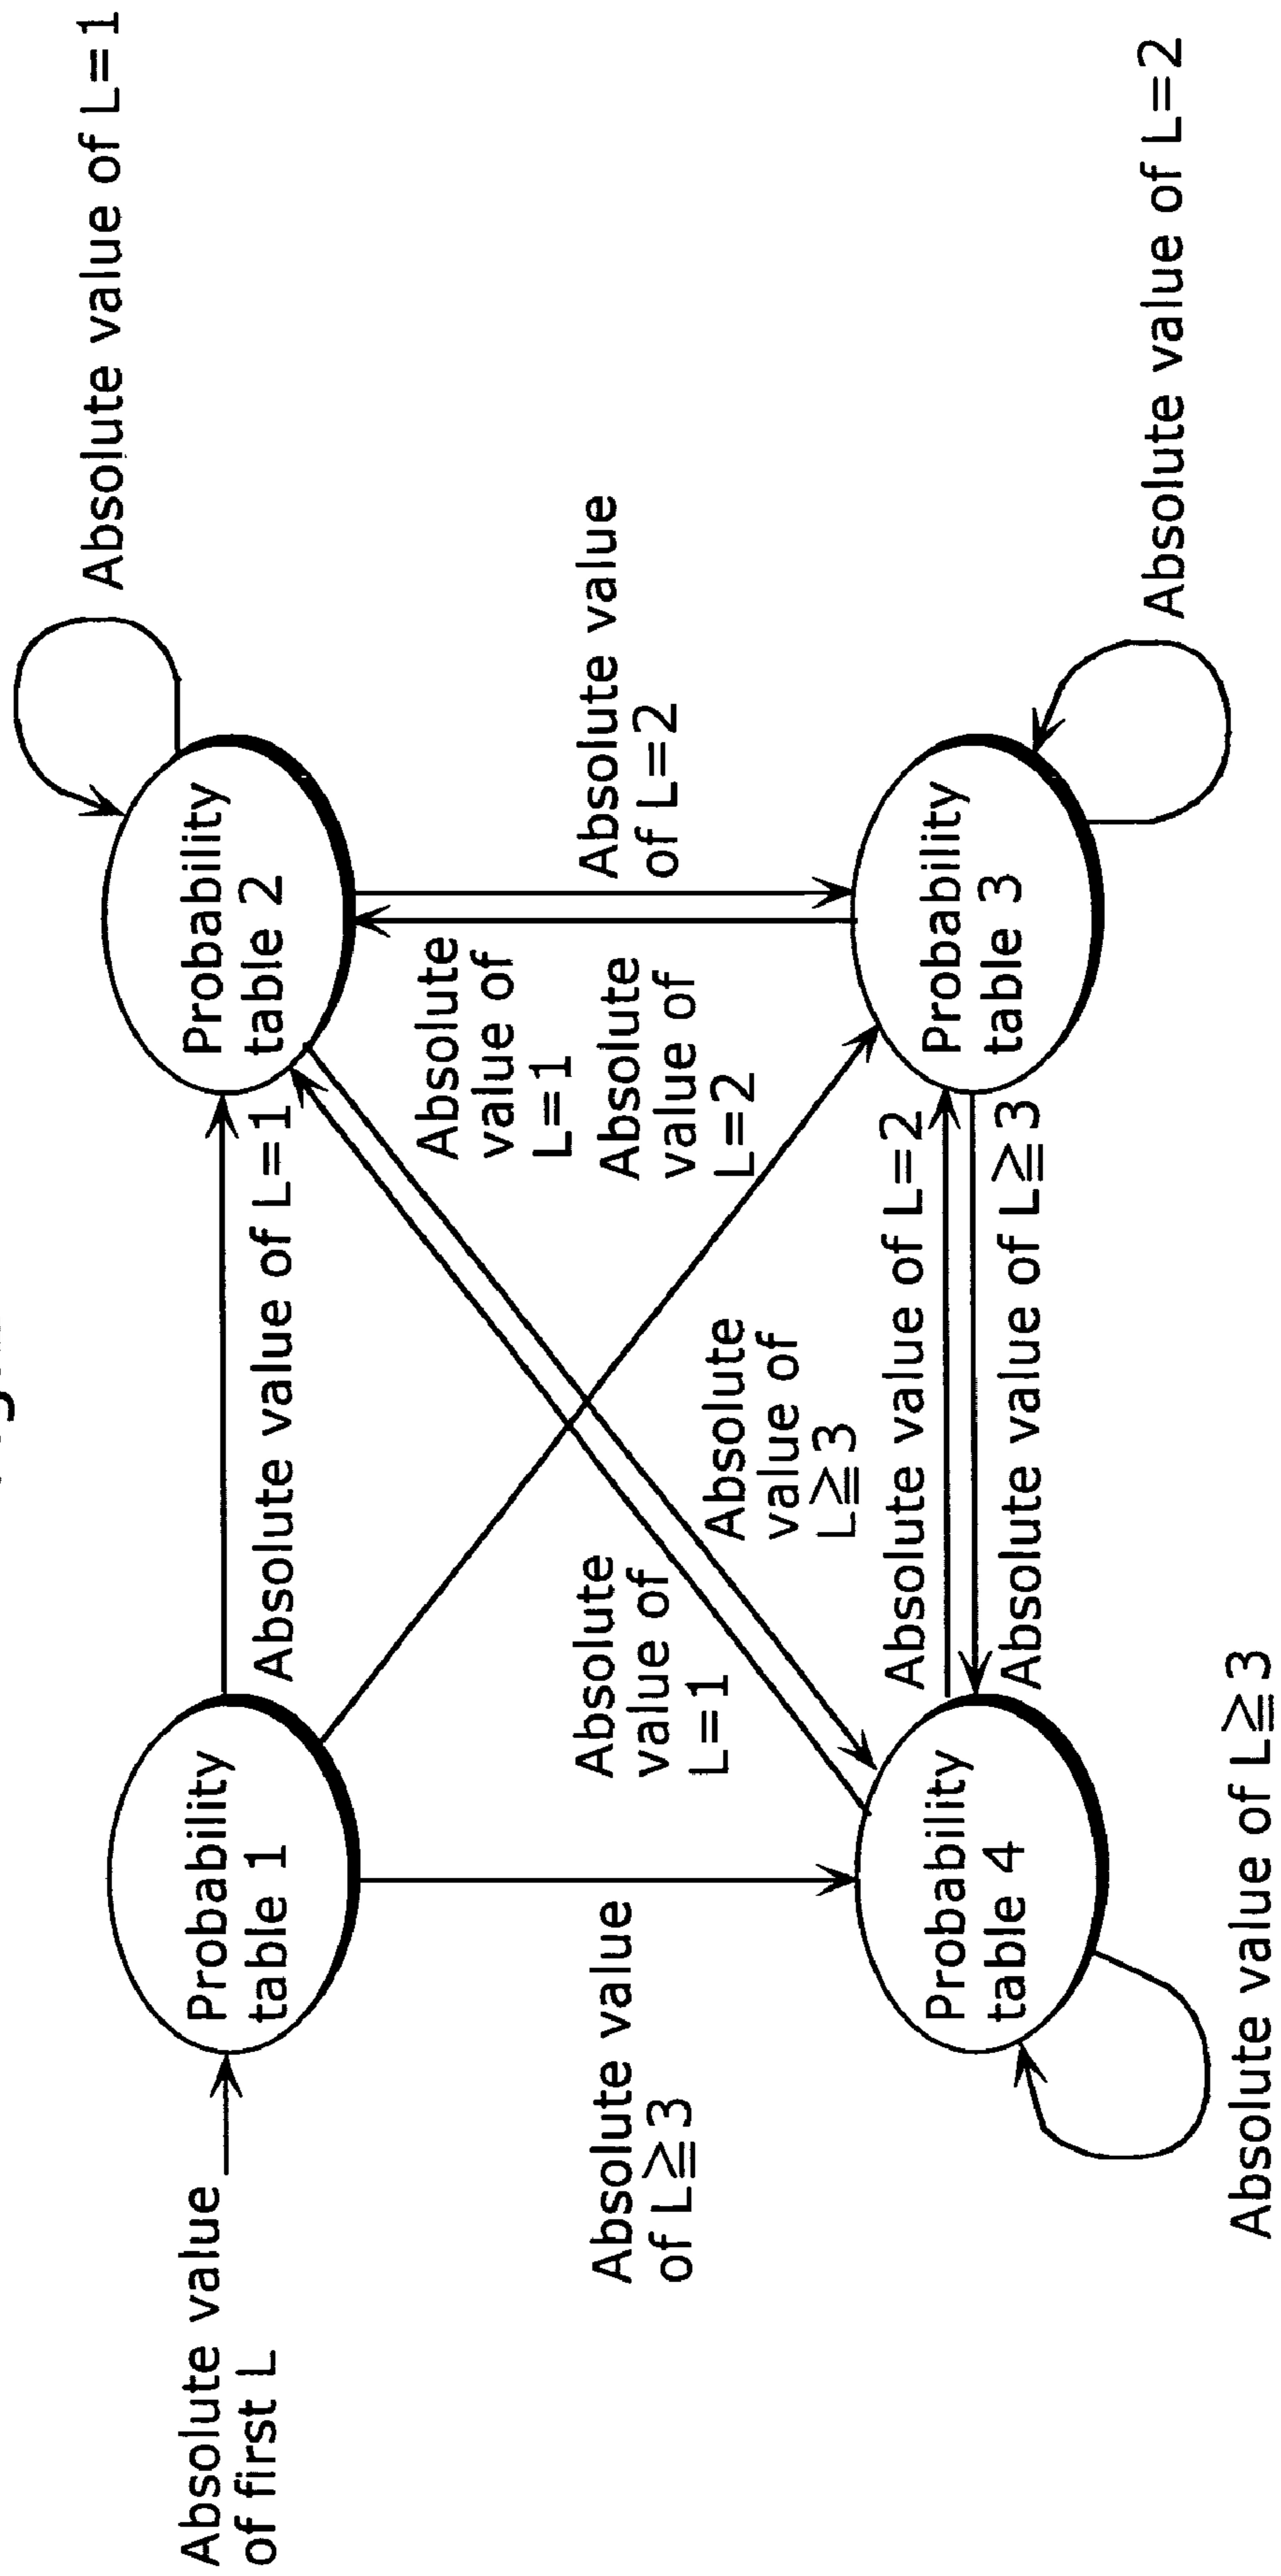 Absolute value of L=1
Absolute value
of first L
Probability
table 1
Absolute value of L=1
Probability
table 2
Absolute value
of L≧3
Absolute
value of
L=1
Absolute
value of
L≧3
Absolute
value of
L=1
Absolute
value of
L=2
Absolute value
of L=2
Absolute value of L=2
Absolute value of L≧3
Probability
table 4
Probability
table 3
Absolute value of L≧3
Absolute value of L=2